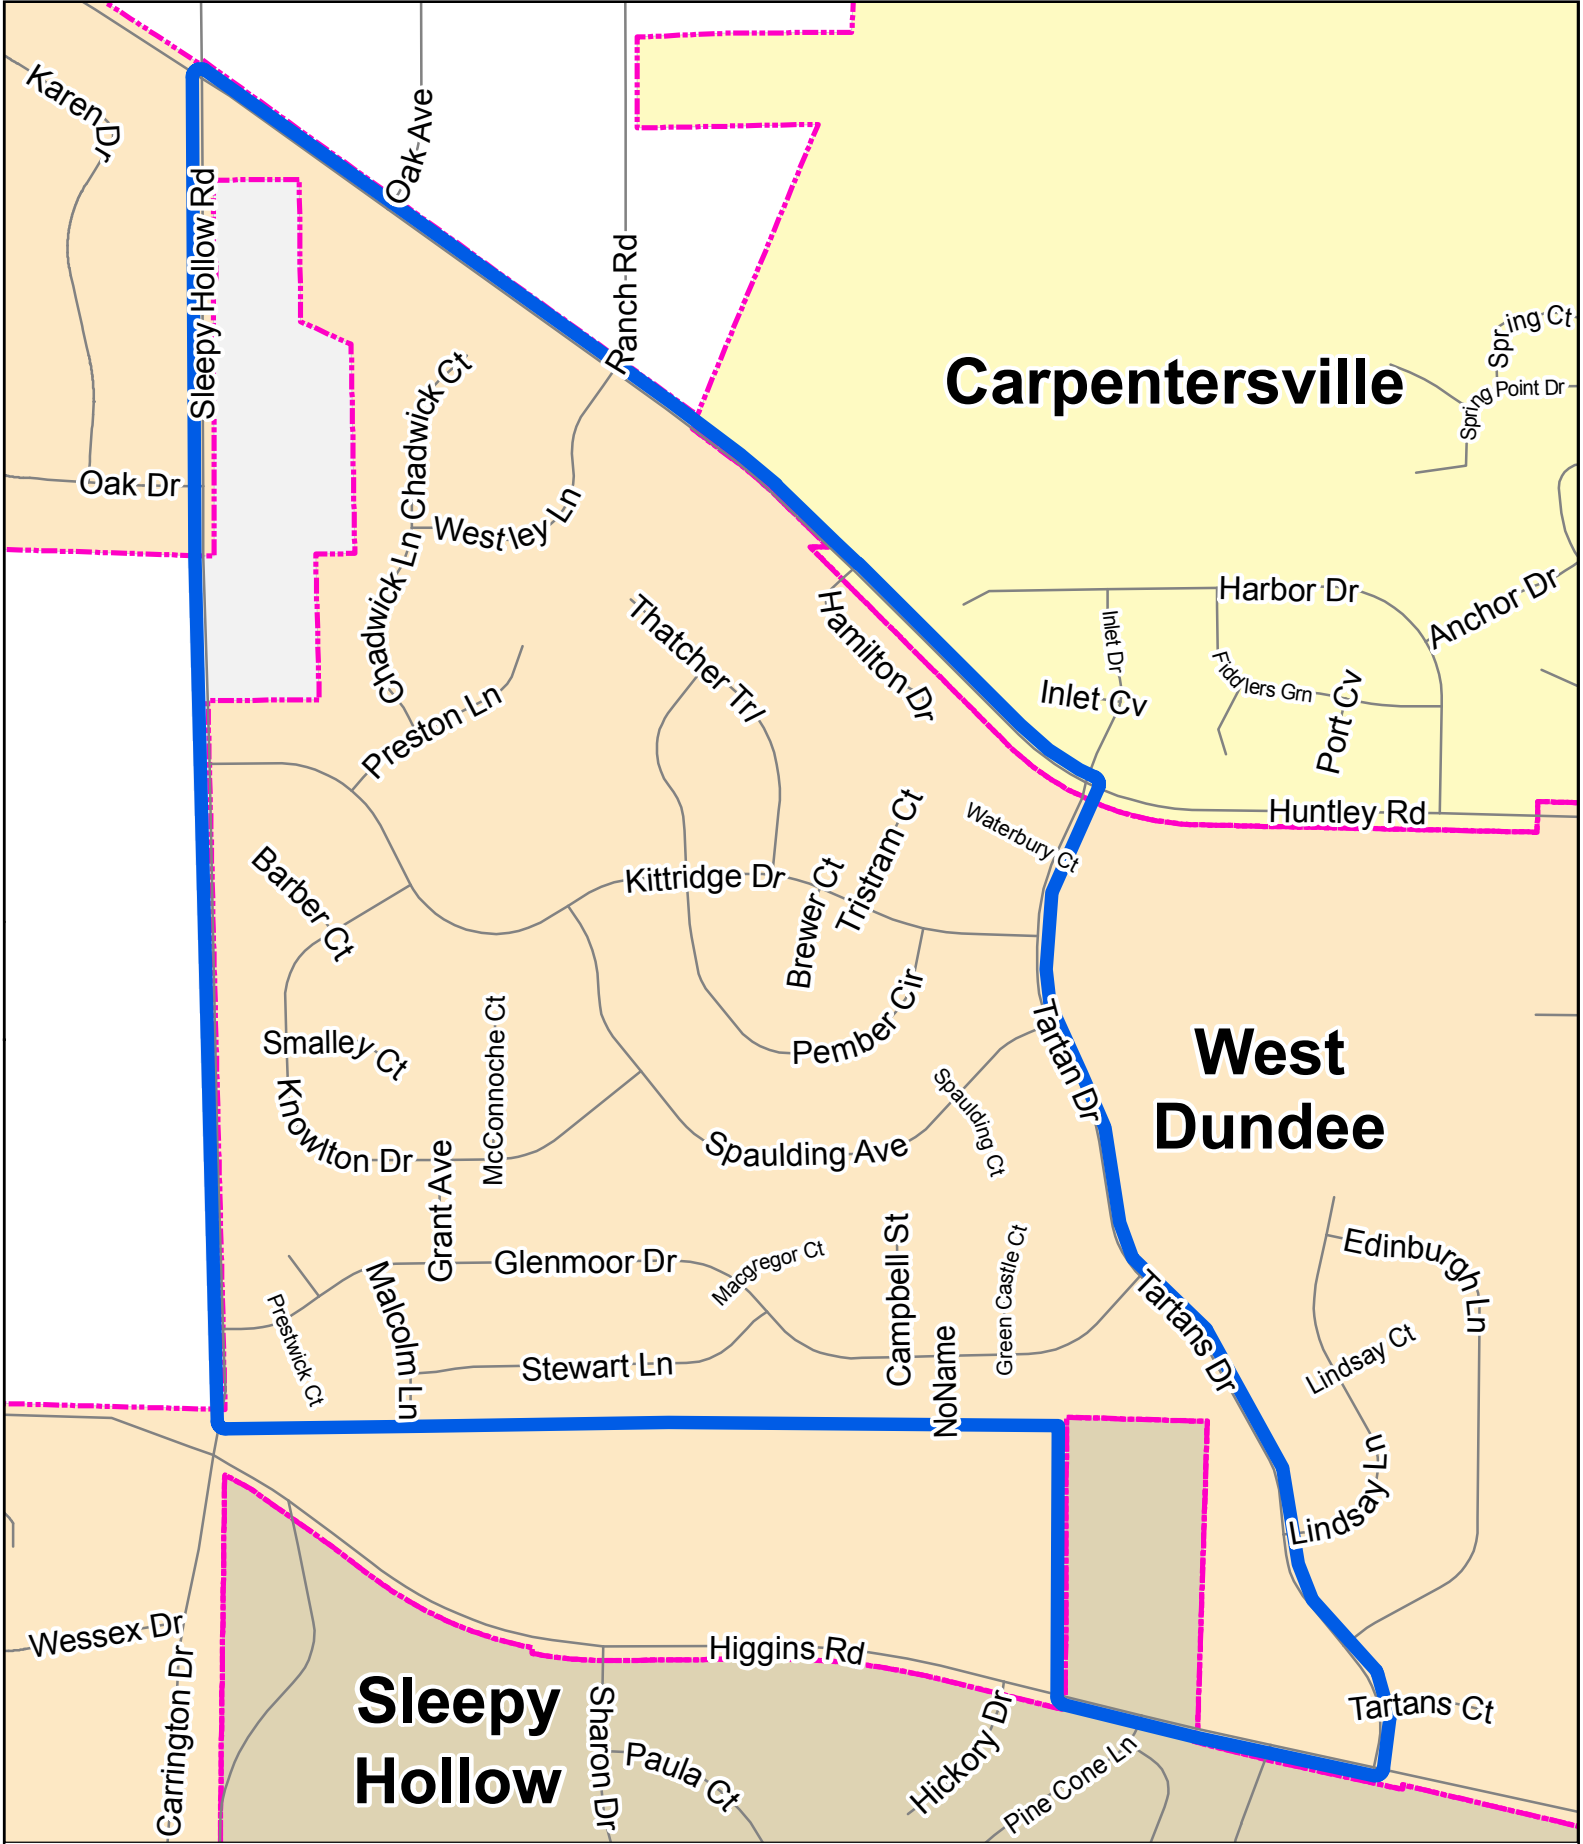 Karen Dr
Oak Ave
Sleepy Hollow Rd
Ranch Rd
Spring Ct
Carpentersville
Spring Point Dr
Chadwick Ct
Oak Dr
Westley Ln
Chadwick Ln
Harbor Dr
Anchor Dr
Thatcher Trl
Hamilton Dr
Inlet Dr
Fiddlers Grn
Inlet Cv
Port Cv
Preston Ln
Huntley Rd
Waterbury Ct
Barber Ct
Kittridge Dr
Brewer Ct
Tristram Ct
Pember Cir
Smalley Ct
McConnoche Ct
Tartan Dr
West
Dundee
Knowlton Dr
Spaulding Ave
Spaulding Ct
Grant Ave
Glenmoor Dr
Macgregor Ct
Campbell St
Green Castle Ct
Edinburgh Ln
Malcolm Ln
Prestwick Ct
Stewart Ln
NoName
Tartans Dr
Lindsay Ct
Lindsay Ln
Wessex Dr
Carrington Dr
Higgins Rd
Sleepy
Hollow
Sharon Dr
Paula Ct
Hickory Dr
Pine Cone Ln
Tartans Ct